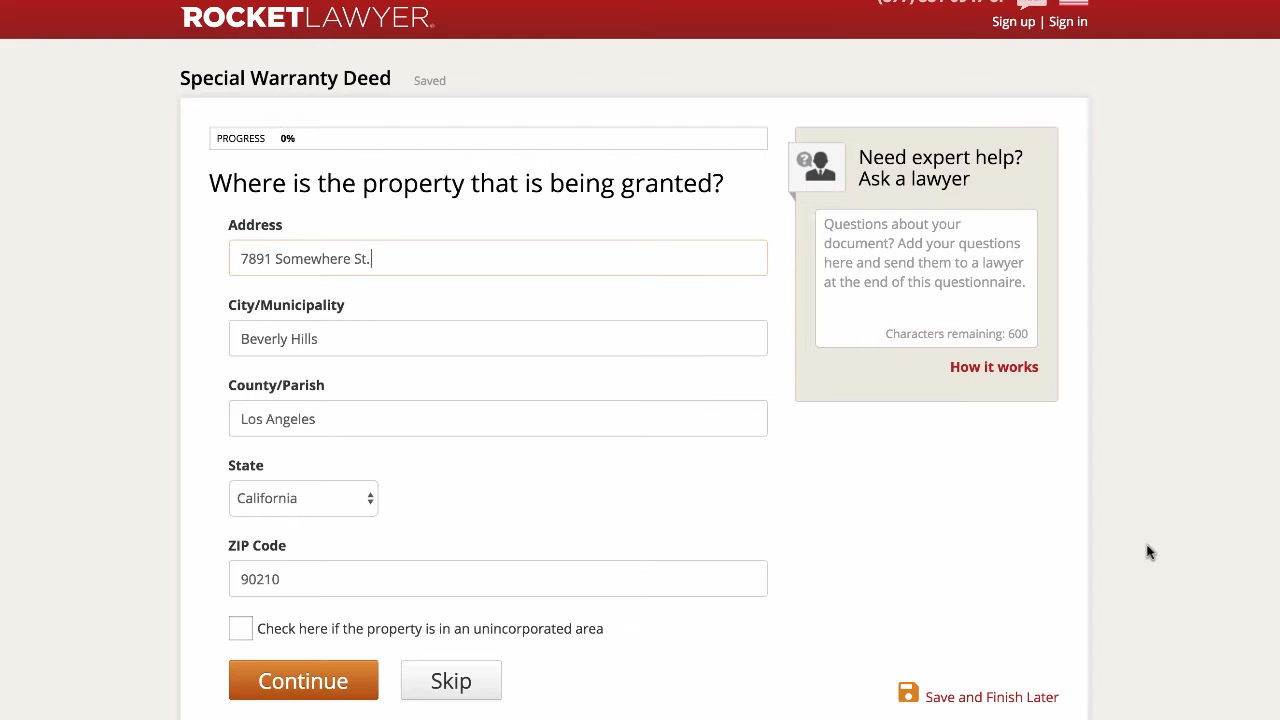 ROCKETLAWYER
Sign up | Sign in
Special Warranty Deed Saved
PROGRESS 0%
Where is the property that is being granted?
Address
7891 Somewhere St.
City/Municipality
Beverly Hills
County/Parish
Los Angeles
State
California
ZIP Code
90210
Check here if the property is in an unincorporated area
Continue Skip
Need expert help?
Ask a lawyer
Questions about your
document? Add your questions
here and send them to a lawyer
at the end of this questionnaire.
Characters remaining: 600
How it works
Save and Finish Later